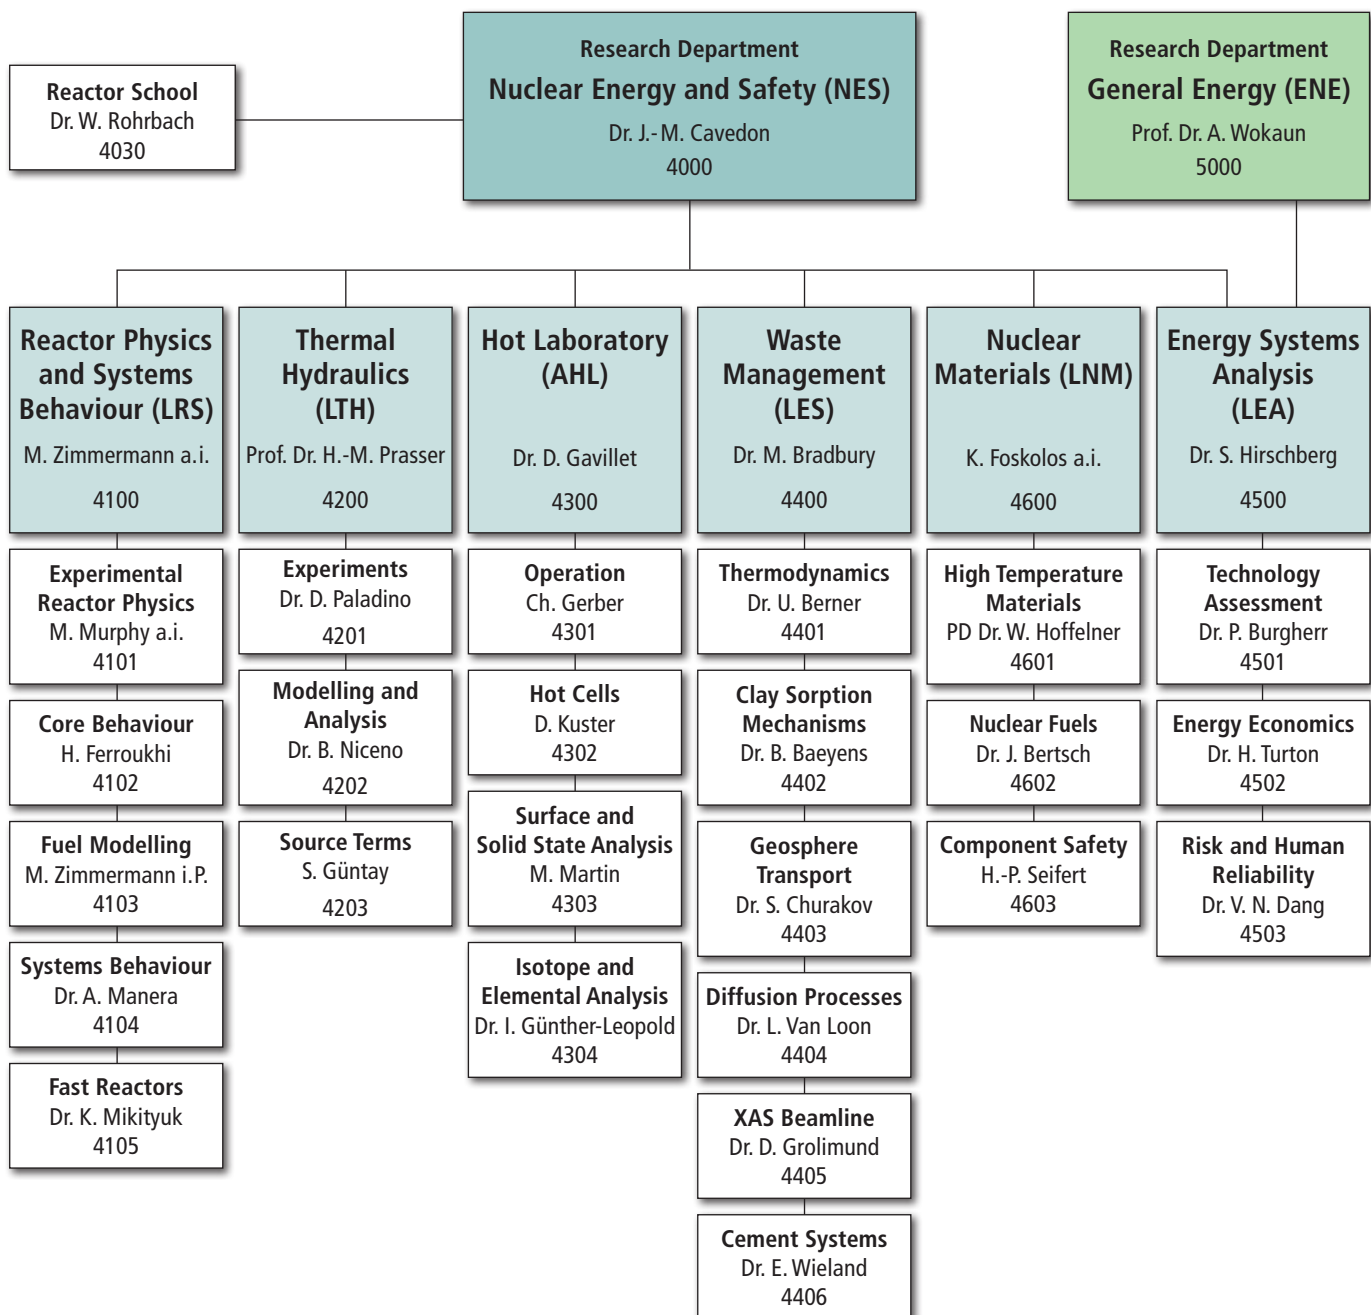 Reactor School
Dr. W. Rohrbach
4030
Research Department
Nuclear Energy and Safety (NES)
Dr. J.-M. Cavedon
4000
Research Department
General Energy (ENE)
Prof. Dr. A. Wokaun
5000
Reactor Physics
and Systems
Behaviour (LRS)
M. Zimmermann a.i.
4100
Experimental
Reactor Physics
M. Murphy a.i.
4101
Core Behaviour
H. Ferroukhi
4102
Fuel Modelling
M. Zimmermann i.P.
4103
Systems Behaviour
Dr. A. Manera
4104
Fast Reactors
Dr. K. Mikityuk
4105
Thermal
Hydraulics
(LTH)
Prof. Dr. H.-M. Prasser
4200
Experiments
Dr. D. Paladino
4201
Modelling and
Analysis
Dr. B. Niceno
4202
Source Terms
S. Güntay
4203
Hot Laboratory
(AHL)
Dr. D. Gavillet
4300
Operation
Ch. Gerber
4301
Hot Cells
D. Kuster
4302
Surface and
Solid State Analysis
M. Martin
4303
Isotope and
Elemental Analysis
Dr. I. Günther-Leopold
4304
Waste
Management
(LES)
Dr. M. Bradbury
4400
Thermodynamics
Dr. U. Berner
4401
Clay Sorption
Mechanisms
Dr. B. Baeyens
4402
Geosphere
Transport
Dr. S. Churakov
4403
Diffusion Processes
Dr. L. Van Loon
4404
XAS Beamline
Dr. D. Grolimund
4405
Cement Systems
Dr. E. Wieland
4406
Nuclear
Materials (LNM)
K. Foskolos a.i.
4600
High Temperature
Materials
PD Dr. W. Hoffelner
4601
Nuclear Fuels
Dr. J. Bertsch
4602
Component Safety
H.-P. Seifert
4603
Energy Systems
Analysis
(LEA)
Dr. S. Hirschberg
4500
Technology
Assessment
Dr. P. Burgherr
4501
Energy Economics
Dr. H. Turton
4502
Risk and Human
Reliability
Dr. V. N. Dang
4503